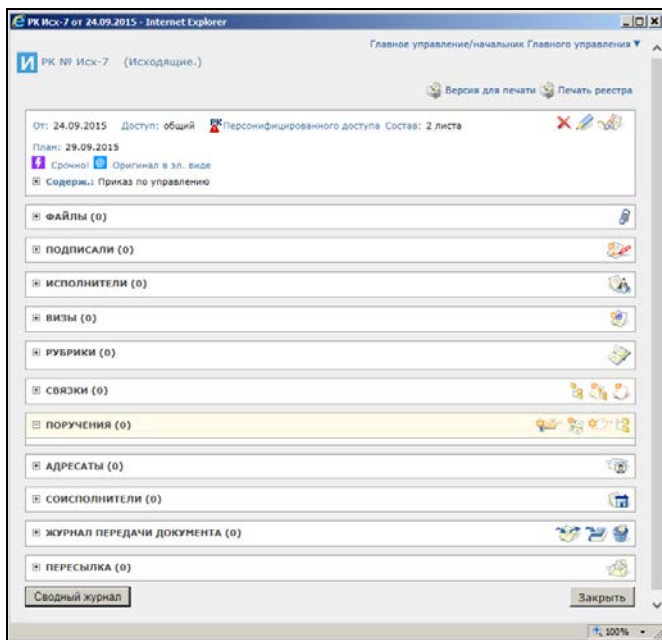 РК Исх-7 от 24.09.2015 - Internet Explorer
Главное управление/начальник Главного управления ▼
И РК № Исх-7 (Исходящие.)
Версия для печати Печать реестра
От: 24.09.2015 Доступ: общий РК Персонифицированного доступа Состав: 2 листа
План: 29.09.2015
Срочно! @ Оригинал в эл. виде
Содерж.: Приказ по управлению
ФАЙЛЫ (0)
ПОДПИСАЛИ (0)
ИСПОЛНИТЕЛИ (0)
ВИЗЫ (0)
РУБРИКИ (0)
СВЯЗКИ (0)
ПОРУЧЕНИЯ (0)
АДРЕСАТЫ (0)
СОИСПОЛНИТЕЛИ (0)
ЖУРНАЛ ПЕРЕДАЧИ ДОКУМЕНТА (0)
ПЕРЕСЫЛКА (0)
Сводный журнал Закрыть
100%